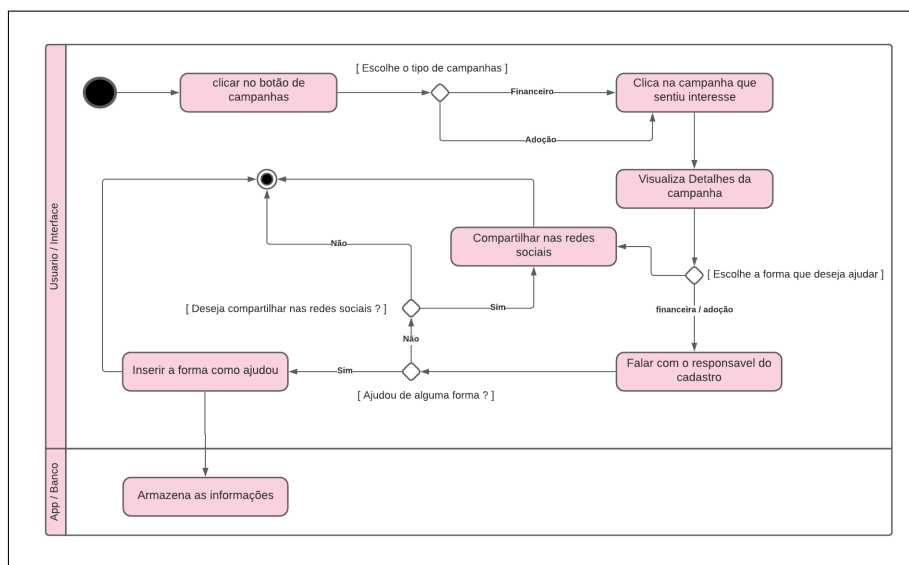 clicar no botão de
campanhas
[ Escolhe o tipo de campanhas ]
Financeiro
Adoção
Clica na campanha que
sentiu interesse
Visualiza Detalhes da
campanha
Usuario / Interface
Compartilhar nas redes
sociais
Não
[ Escolhe a forma que deseja ajudar ]
[ Deseja compartilhar nas redes sociais ? ]
Sim
financeira / adoção
Não
Inserir a forma como ajudou
Sim
Falar com o responsavel do
cadastro
[ Ajudou de alguma forma ? ]
App / Banco
Armazena as informações